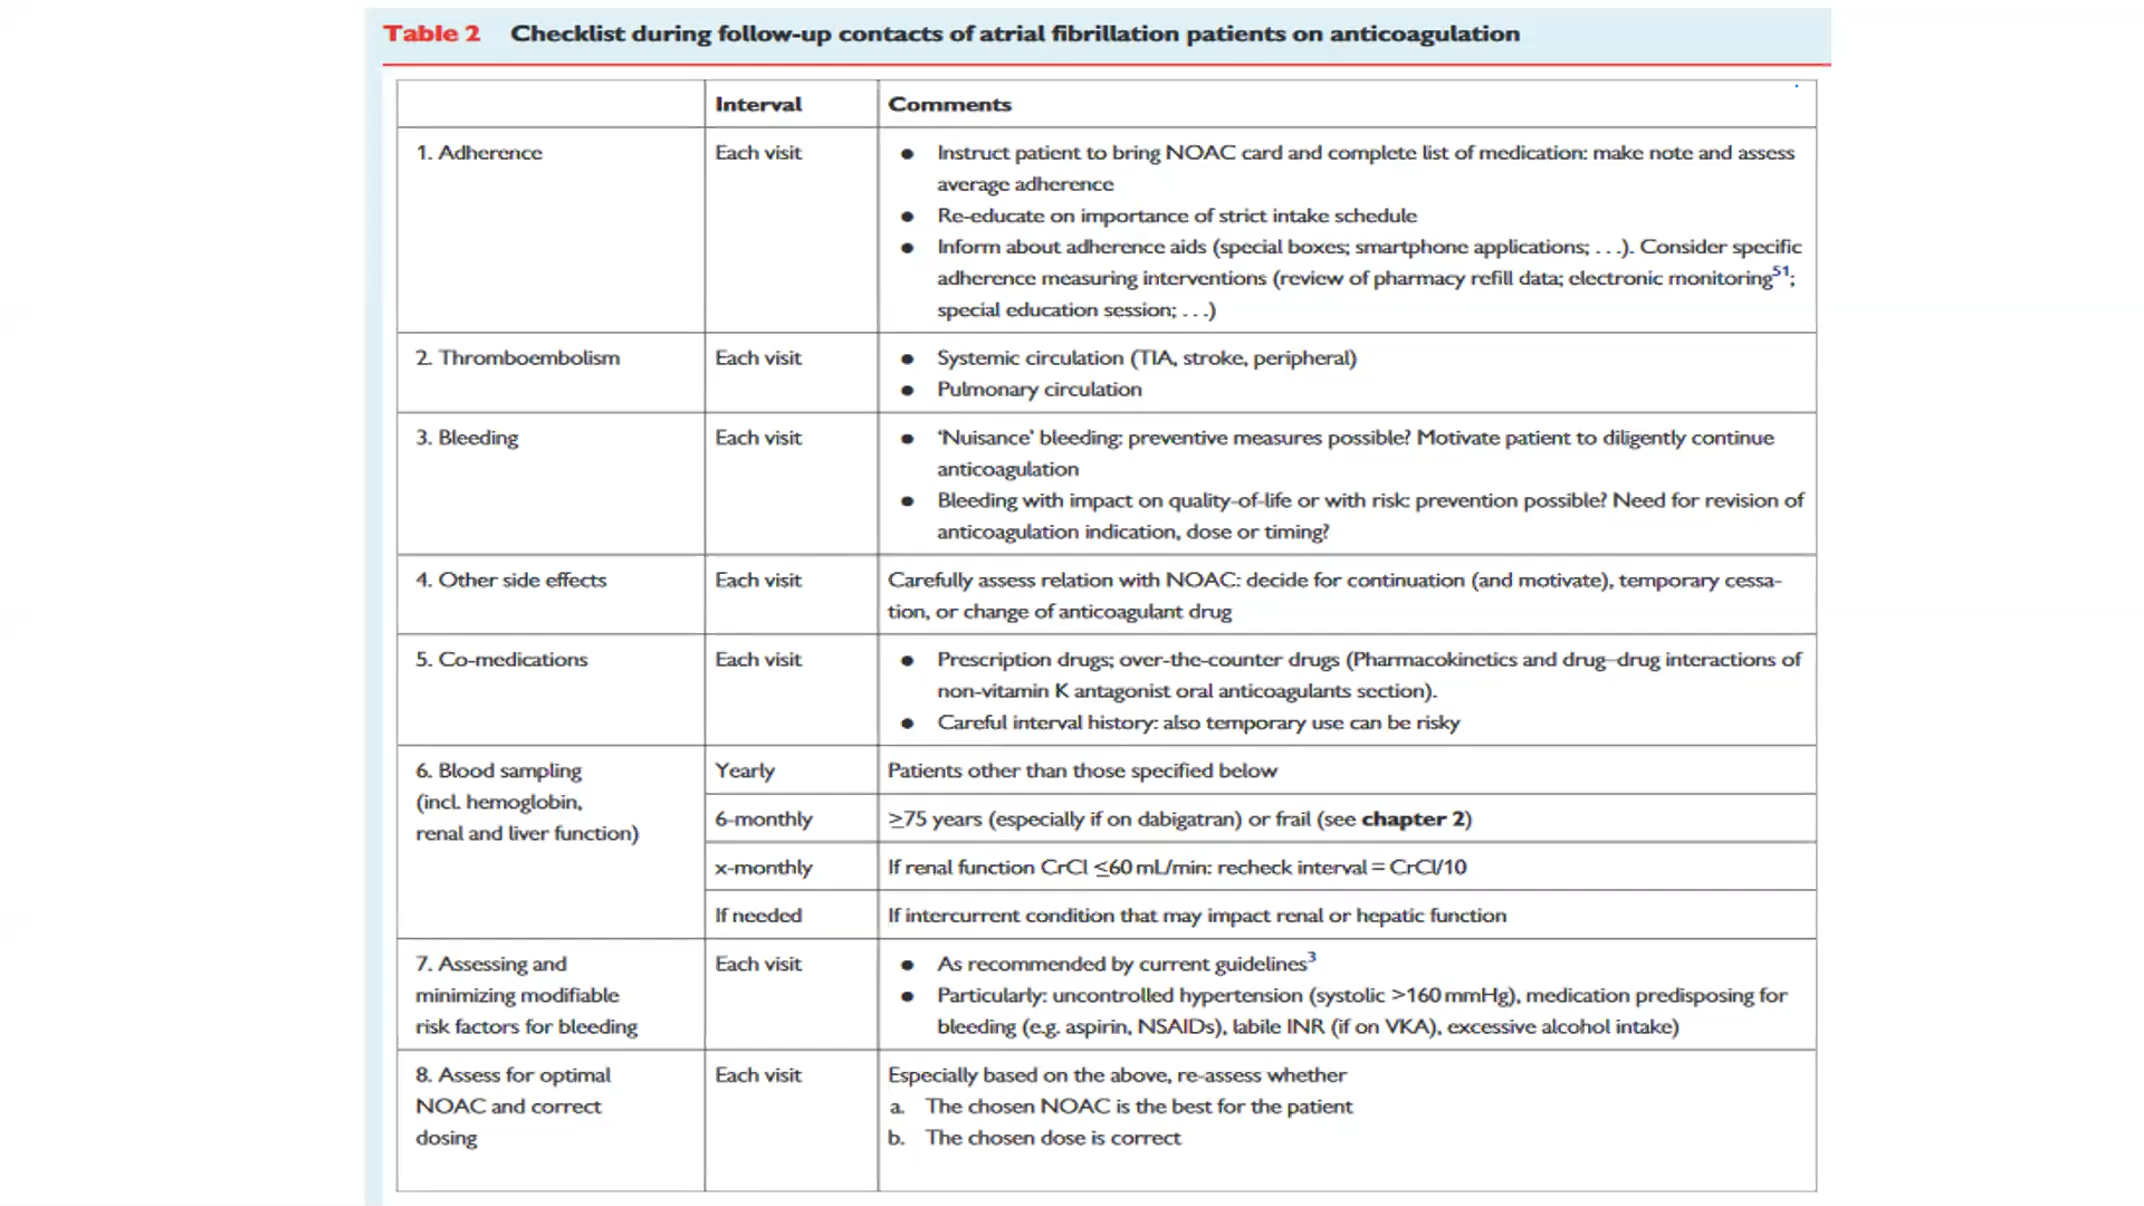 Table 2 Checklist during follow-up contacts of atrial fibrillation patients on anticoagulation
Interval Comments
1. Adherence Each visit ● Instruct patient to bring NOAC card and complete list of medication: make note and assess
average adherence
● Re-educate on importance of strict intake schedule
● Inform about adherence aids (special boxes; smartphone applications; . . .). Consider specific
adherence measuring interventions (review of pharmacy refill data; electronic monitoring51;
special education session; . . .)
2. Thromboembolism Each visit ● Systemic circulation (TIA, stroke, peripheral)
● Pulmonary circulation
3. Bleeding Each visit ● ‘Nuisance’ bleeding: preventive measures possible? Motivate patient to diligently continue
anticoagulation
● Bleeding with impact on quality-of-life or with risk: prevention possible? Need for revision of
anticoagulation indication, dose or timing?
4. Other side effects Each visit Carefully assess relation with NOAC: decide for continuation (and motivate), temporary cessa-
tion, or change of anticoagulant drug
5. Co-medications Each visit ● Prescription drugs; over-the-counter drugs (Pharmacokinetics and drug–drug interactions of
non-vitamin K antagonist oral anticoagulants section).
● Careful interval history: also temporary use can be risky
6. Blood sampling Yearly Patients other than those specified below
(incl. hemoglobin,
renal and liver function)
6-monthly ≥75 years (especially if on dabigatran) or frail (see chapter 2)
x-monthly If renal function CrCl ≤60 mL/min: recheck interval = CrCl/10
If needed If intercurrent condition that may impact renal or hepatic function
7. Assessing and Each visit ● As recommended by current guidelines3
minimizing modifiable ● Particularly: uncontrolled hypertension (systolic >160 mmHg), medication predisposing for
risk factors for bleeding bleeding (e.g. aspirin, NSAIDs), labile INR (if on VKA), excessive alcohol intake)
8. Assess for optimal Each visit Especially based on the above, re-assess whether
NOAC and correct a. The chosen NOAC is the best for the patient
dosing b. The chosen dose is correct